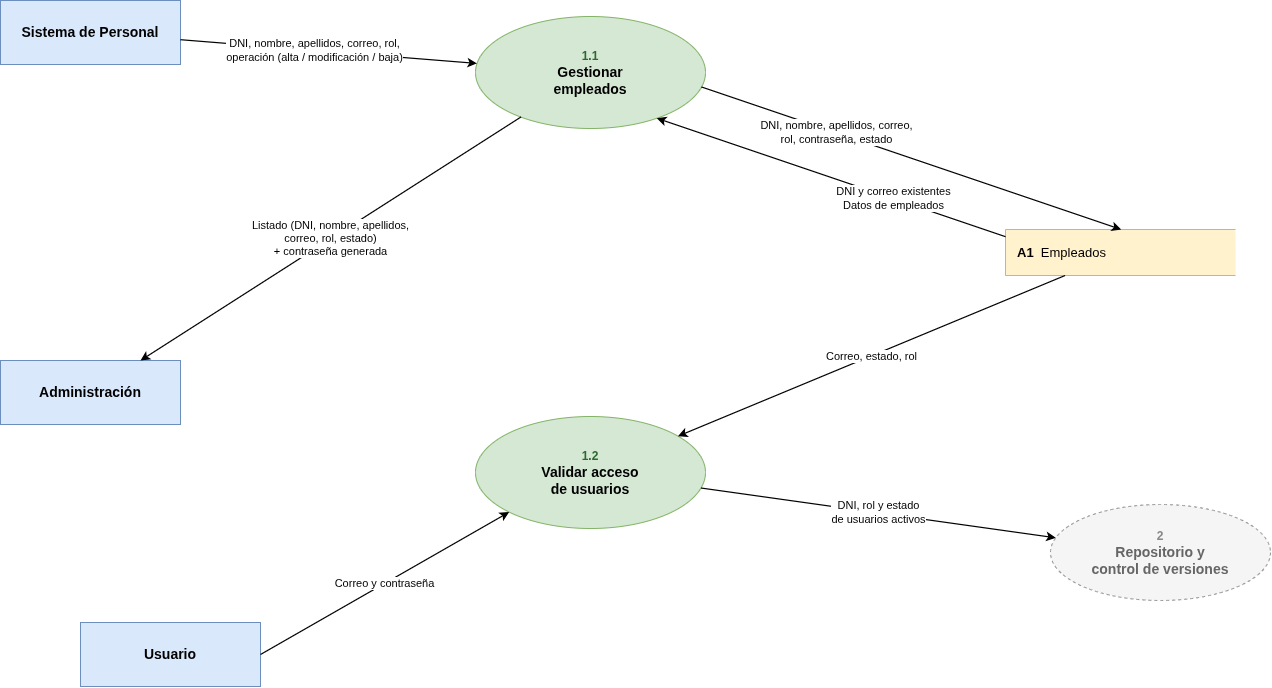 Sistema de Personal
DNI, nombre, apellidos, correo, rol,
operación (alta / modificación / baja)
1.1
Gestionar
empleados
DNI, nombre, apellidos, correo,
rol, contraseña, estado
DNI y correo existentes
Datos de empleados
Listado (DNI, nombre, apellidos,
correo, rol, estado)
+ contraseña generada
A1 Empleados
Correo, estado, rol
Administración
1.2
Validar acceso
de usuarios
DNI, rol y estado
de usuarios activos
2
Repositorio y
control de versiones
Correo y contraseña
Usuario